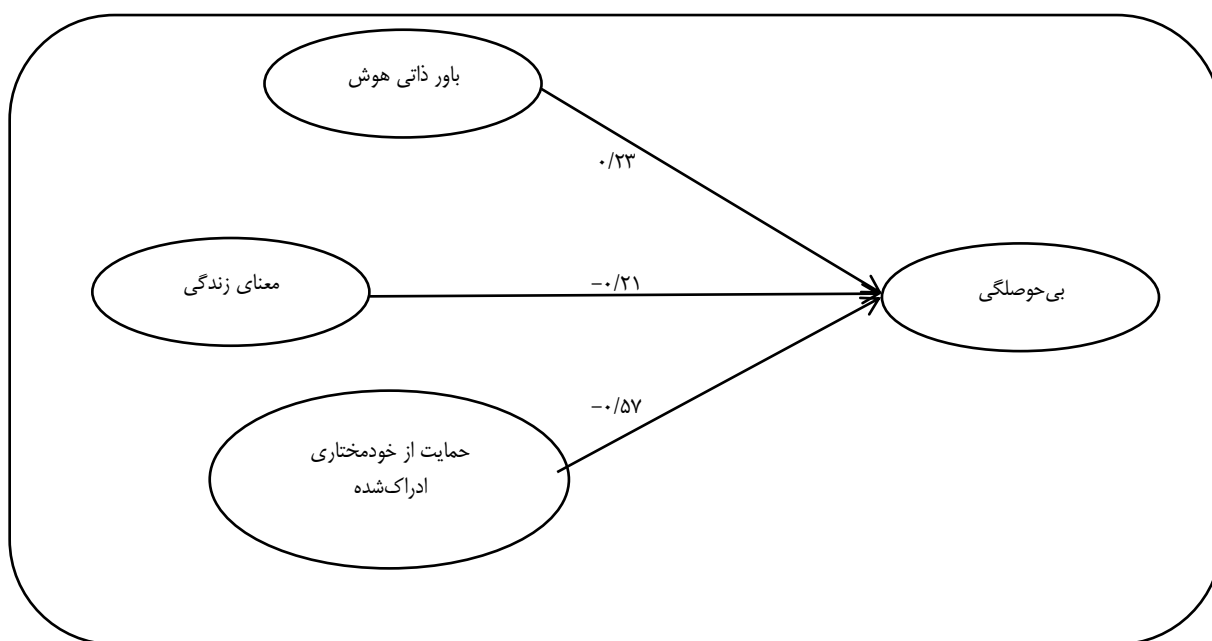 باور ذاتی هوش
۰/۲۳
معنای زندگی
−۰/۲۱
بی‌حوصلگی
−۰/۵۷
حمایت از خودمختاری
ادراک‌شده